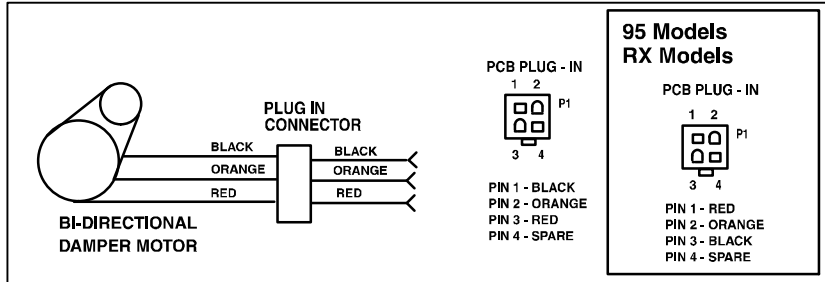 95 Models
RX Models
PCB PLUG - IN
1 2
P1
3 4
PIN 1 - BLACK
PIN 2 - ORANGE
PIN 3 - RED
PIN 4 - SPARE
PCB PLUG - IN
1 2
P1
3 4
PIN 1 - RED
PIN 2 - ORANGE
PIN 3 - BLACK
PIN 4 - SPARE
PLUG IN
CONNECTOR
BLACK
BLACK
ORANGE
ORANGE
RED
RED
BI-DIRECTIONAL
DAMPER MOTOR